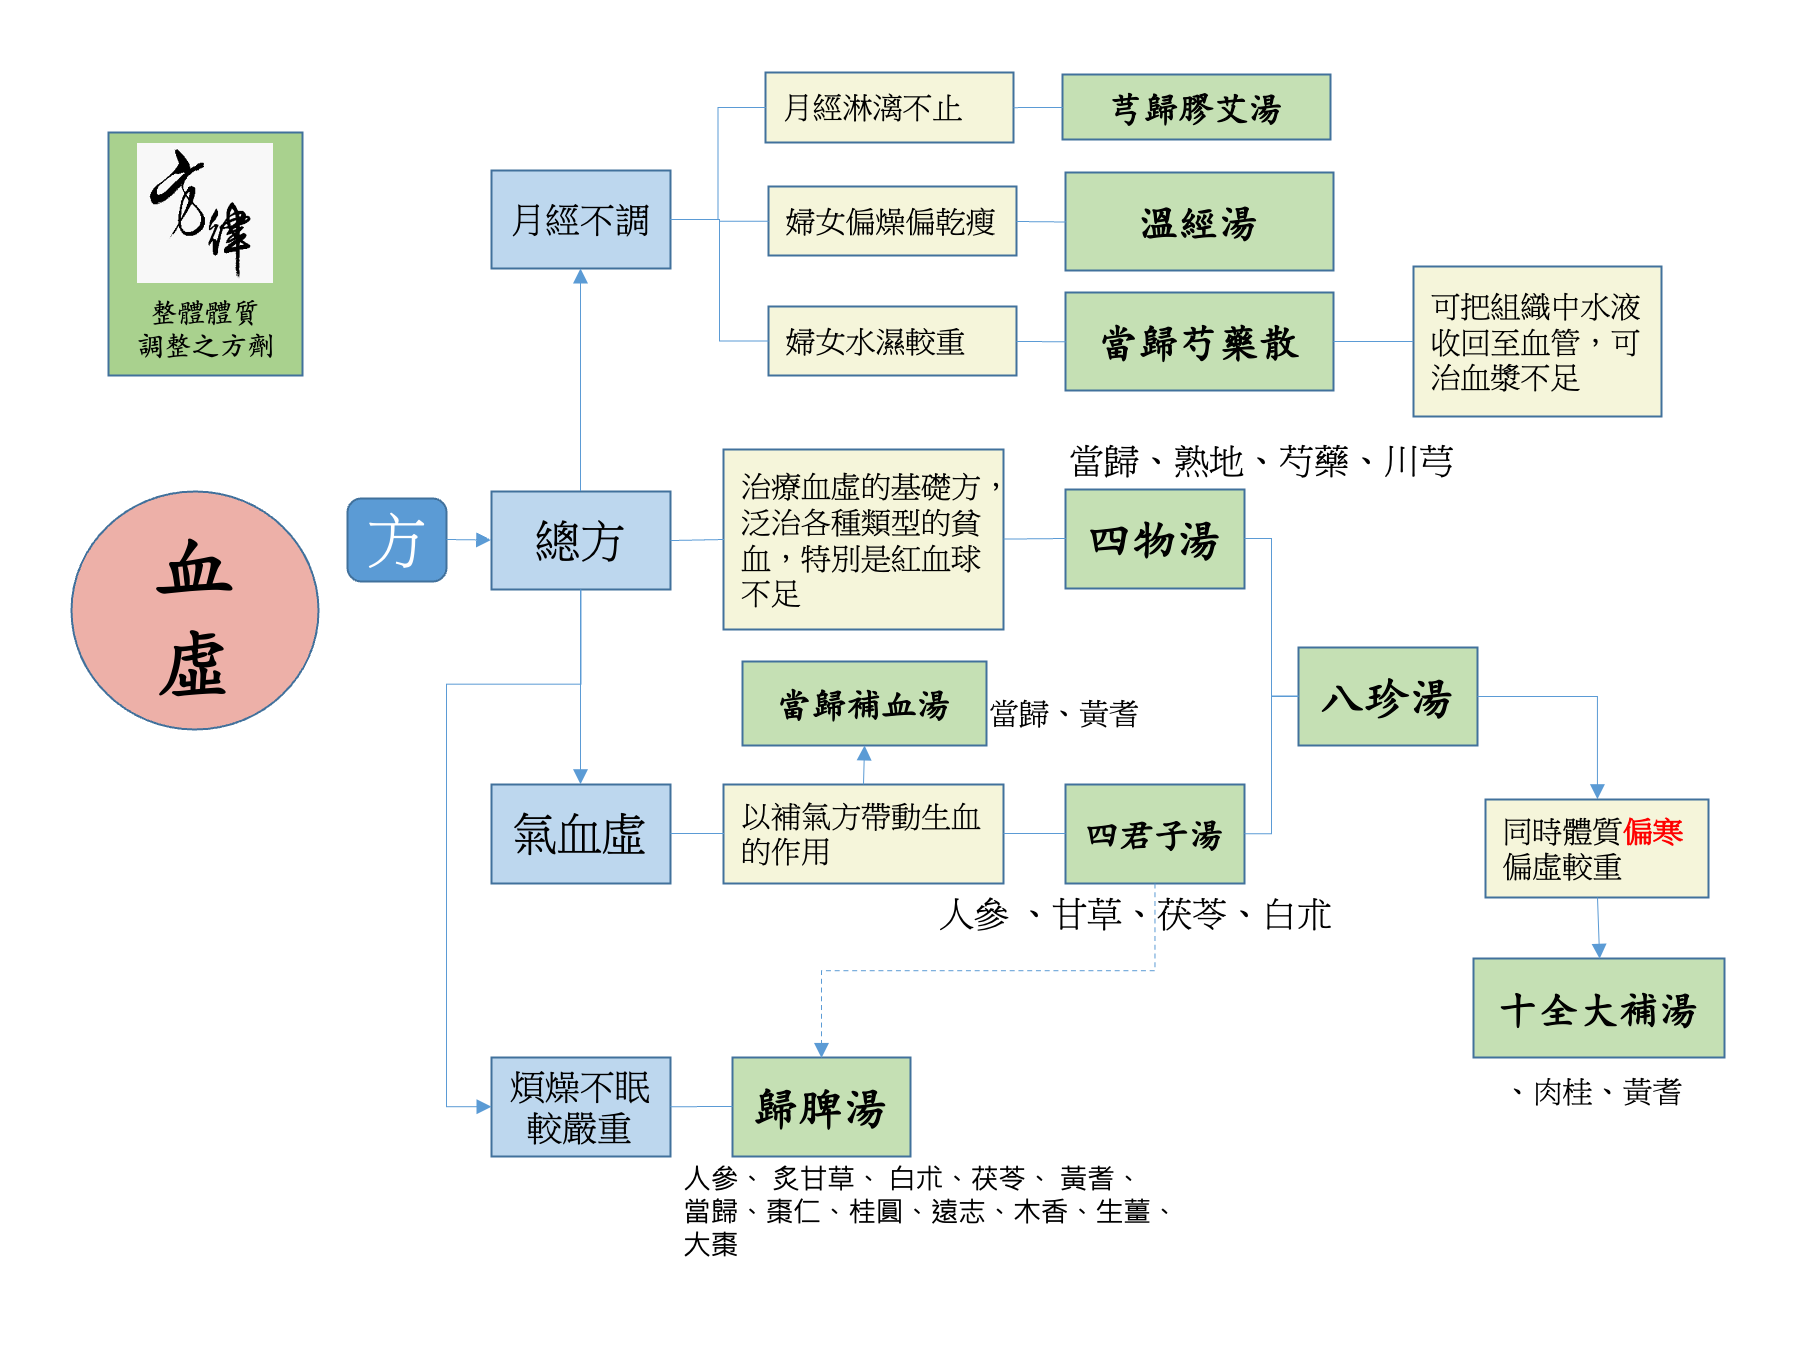 方律
整體體質
調整之方劑
血
虛
方
月經不調
月經淋漓不止
芎歸膠艾湯
婦女偏燥偏乾瘦
溫經湯
婦女水濕較重
當歸芍藥散
可把組織中水液
收回至血管，可
治血漿不足
總方
治療血虛的基礎方，
泛治各種類型的貧
血，特別是紅血球
不足
當歸、熟地、芍藥、川芎
四物湯
當歸補血湯
當歸、黃耆
八珍湯
氣血虛
以補氣方帶動生血
的作用
四君子湯
人參 、甘草、茯苓、白朮
同時體質偏寒
偏虛較重
十全大補湯
、肉桂、黃耆
煩燥不眠
較嚴重
歸脾湯
人參、 炙甘草、 白朮、茯苓、 黃耆、
當歸、棗仁、桂圓、遠志、木香、生薑、
大棗